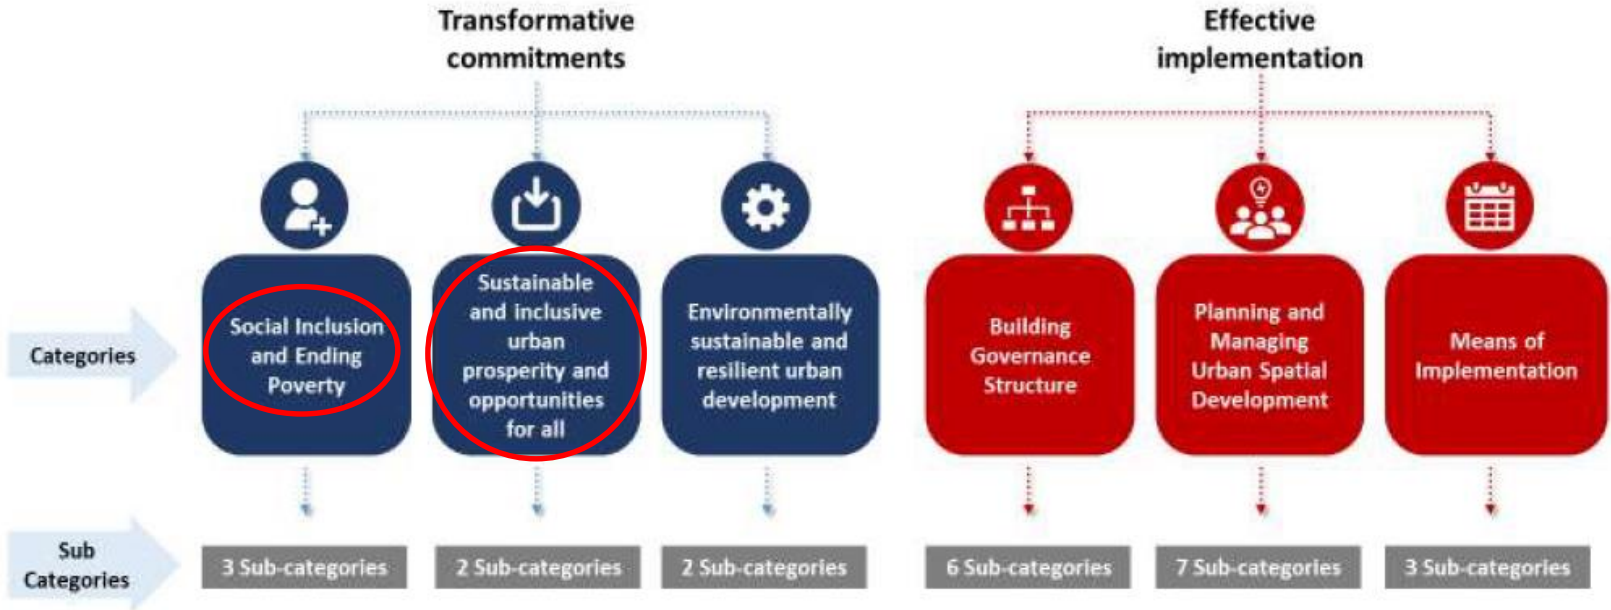 Transformative
commitments
Effective
implementation
Categories
Social Inclusion
and Ending
Poverty
Sustainable
and inclusive
urban
prosperity and
opportunities
for all
Environmentally
sustainable and
resilient urban
development
Building
Governance
Structure
Planning and
Managing
Urban Spatial
Development
Means of
Implementation
Sub
Categories
3 Sub-categories
2 Sub-categories
2 Sub-categories
6 Sub-categories
7 Sub-categories
3 Sub-categories